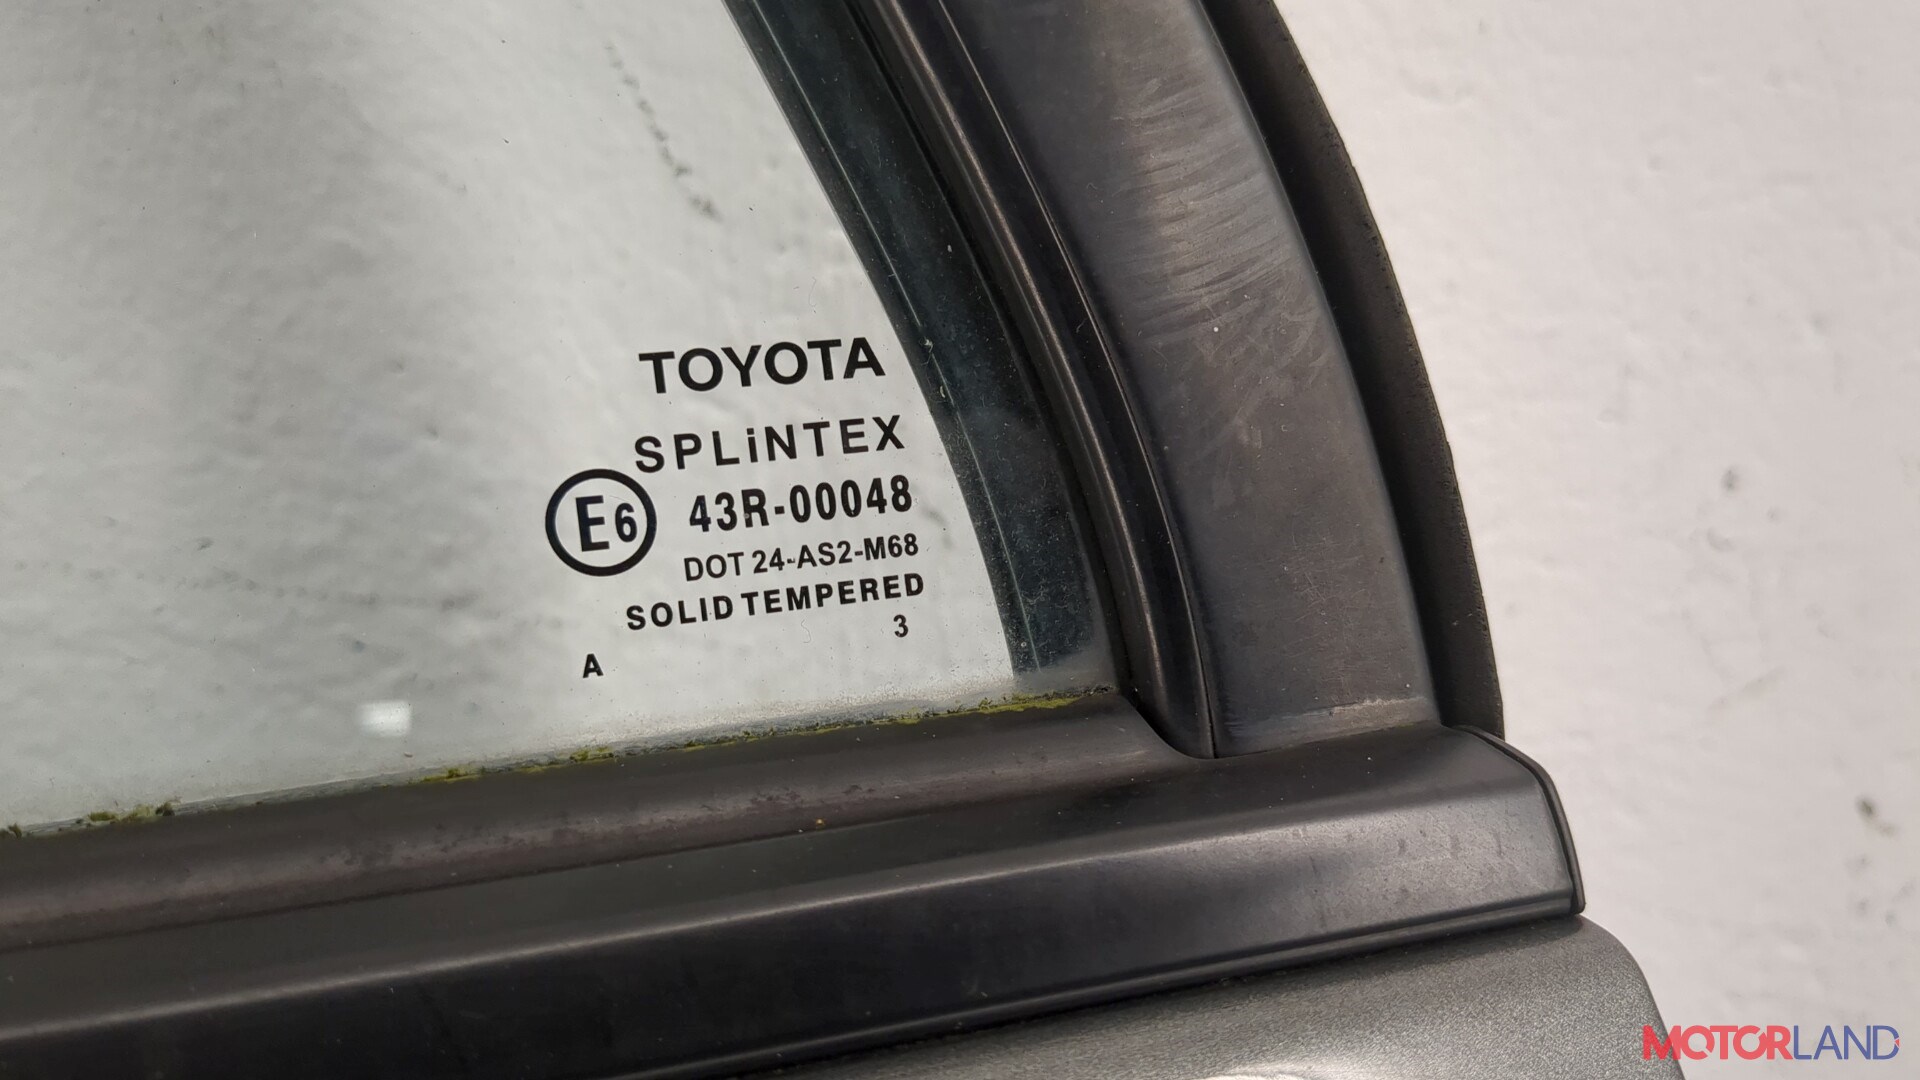 TOYOTA
SPLiNTEX
E6 43R-00048
DOT 24-AS2-M68
SOLID TEMPERED
3
A
MOTORLAND